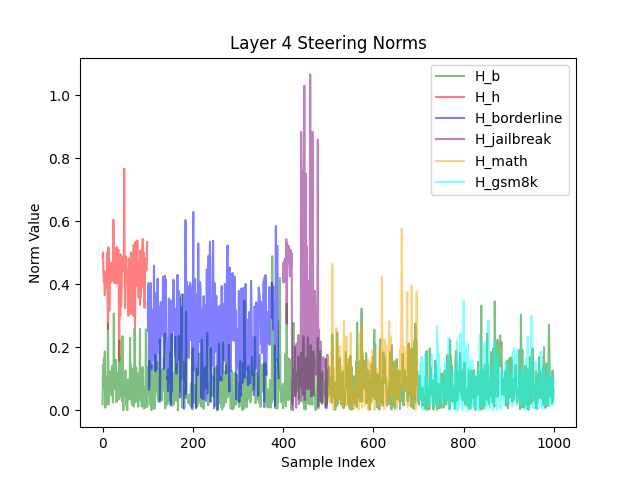 Layer 4 Steering Norms
H_b
H_h
H_borderline
H_jailbreak
H_math
H_gsm8k
Norm Value
1.0
0.8
0.6
0.4
0.2
0.0
0
200
400
600
800
1000
Sample Index